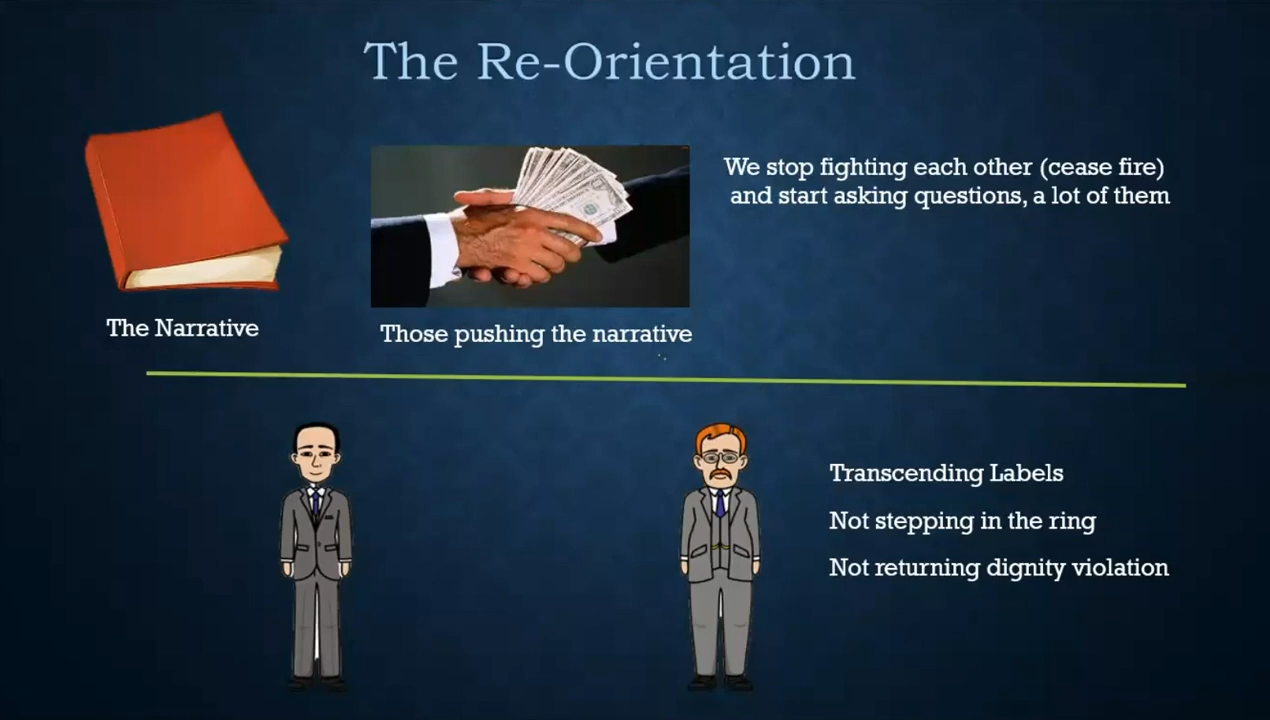 The Re-Orientation
We stop fighting each other (cease fire)
and start asking questions, a lot of them
The Narrative
Those pushing the narrative
Transcending Labels
Not stepping in the ring
Not returning dignity violation